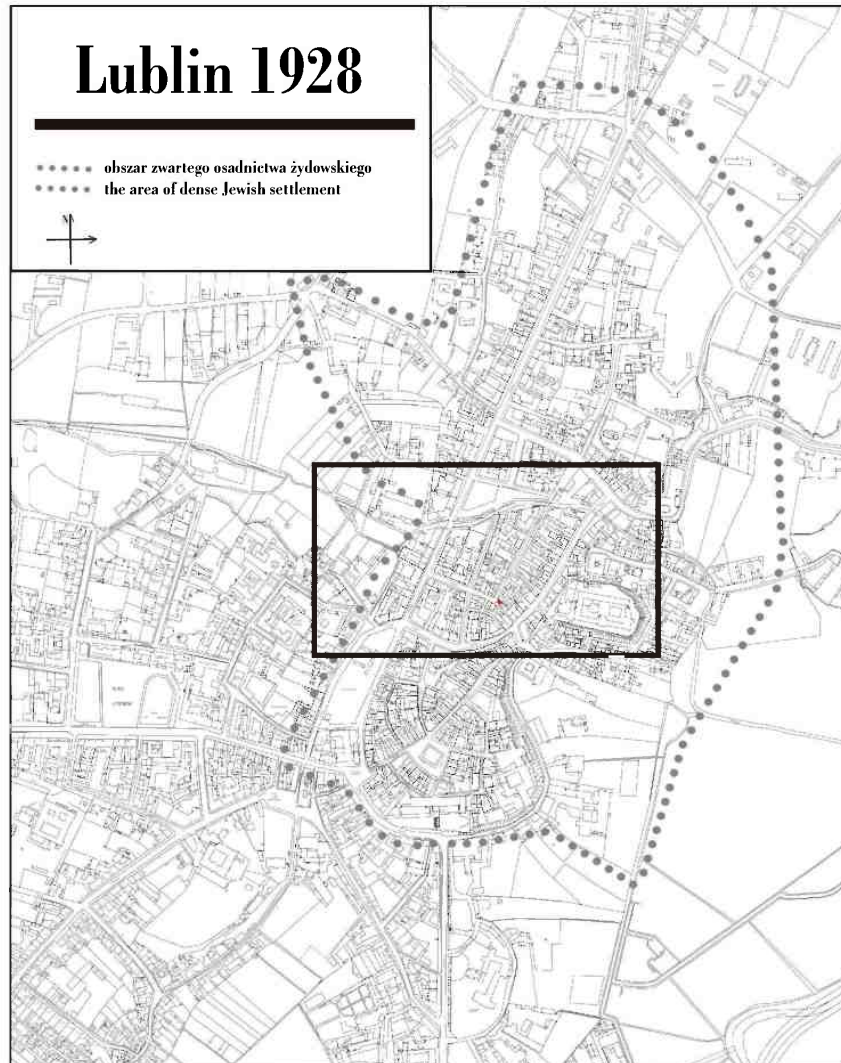 Lublin 1928
obszar zwartego osadnictwa żydowskiego
the area of dense Jewish settlement
N